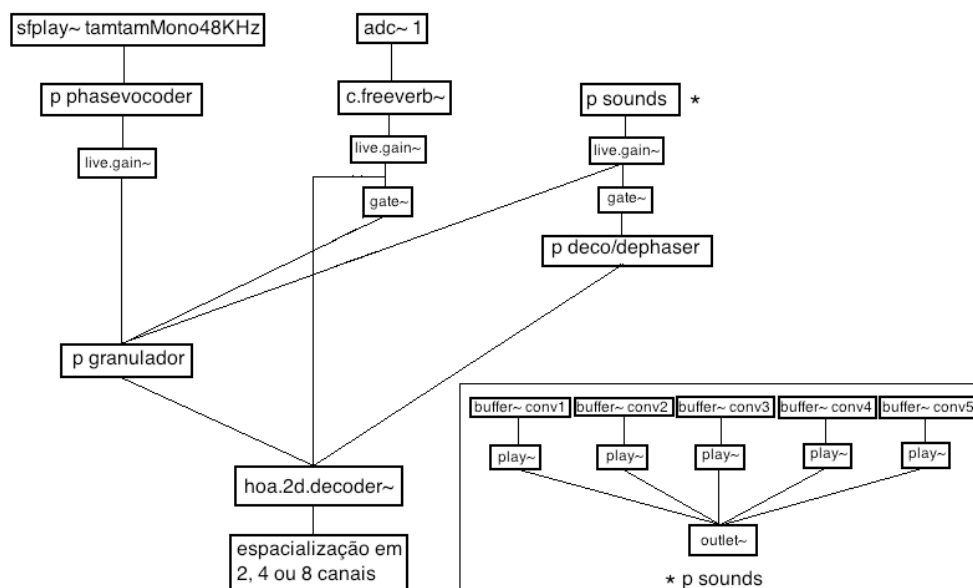 sfplay~ tamtamMono48KHz
adc~ 1
p phasevocoder
c.freeverb~
p sounds *
live.gain~
live.gain~
live.gain~
gate~
gate~
p deco/dephaser
p granulador
buffer~ conv1
buffer~ conv2
buffer~ conv3
buffer~ conv4
buffer~ conv5
play~
play~
play~
play~
play~
hoa.2d.decoder~
outlet~
espacialização em
2, 4 ou 8 canais
* p sounds